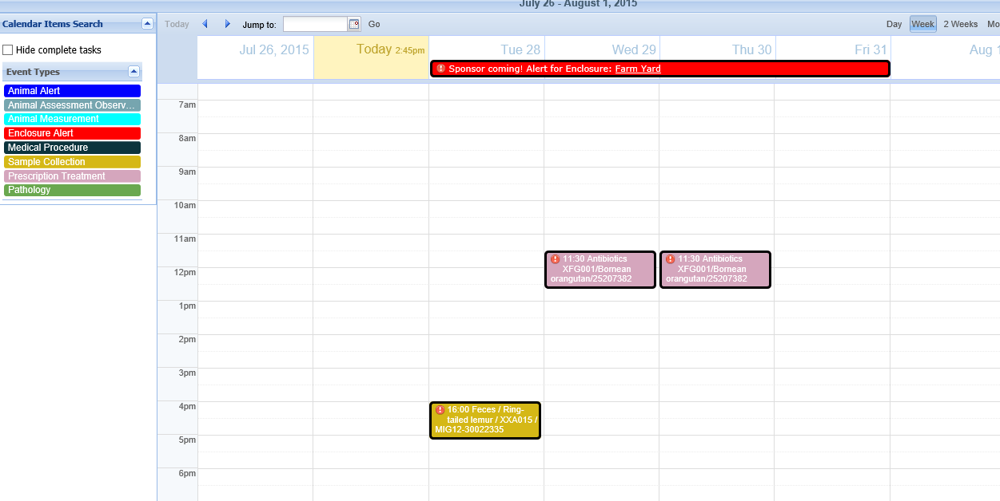 July 26 - August 1, 2015
Calendar Items Search
Today
Jump to:
Go
Day
Week
2 Weeks
Mo
Hide complete tasks
Event Types
Animal Alert
Animal Assessment Observ...
Animal Measurement
Enclosure Alert
Medical Procedure
Sample Collection
Prescription Treatment
Pathology
Jul 26, 2015
Today 2:45pm
Tue 28
Wed 29
Thu 30
Fri 31
Aug 1
Sponsor coming! Alert for Enclosure: Farm Yard
7am
8am
9am
10am
11am
12pm
1pm
2pm
3pm
4pm
5pm
6pm
11:30 Antibiotics
XFG001/Bornean
orangutan/25207382
11:30 Antibiotics
XFG001/Bornean
orangutan/25207382
16:00 Feces / Ring-
tailed lemur / XXA015 /
MIG12-30022335